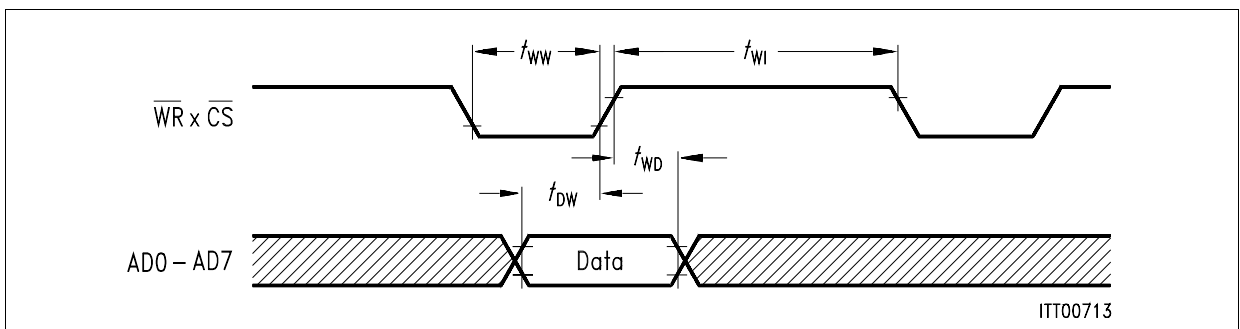 tWW
tWI
WR x CS
tWD
tDW
AD0 – AD7
Data
ITT00713